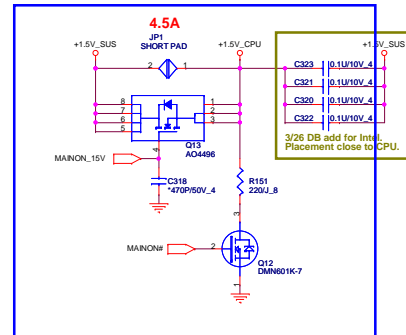 4.5A
+1.5V_SUS
JP1
SHORT PAD
+1.5V_CPU
+1.5V_SUS
2
1
C323
0.1U/10V_4
C321
0.1U/10V_4
C320
0.1U/10V_4
C322
0.1U/10V_4
3/26 DB add for Intel.
Placement close to CPU.
8
7
6
5
1
2
3
4
Q13
AO4496
MAINON_15V
C318
*470P/50V_4
R151
220/J_8
3
MAINON#
2
Q12
DMN601K-7
1